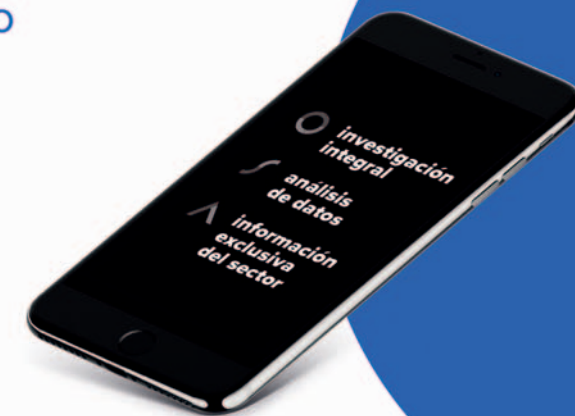 o
investigación
integral
análisis
de datos
información
exclusiva
del sector